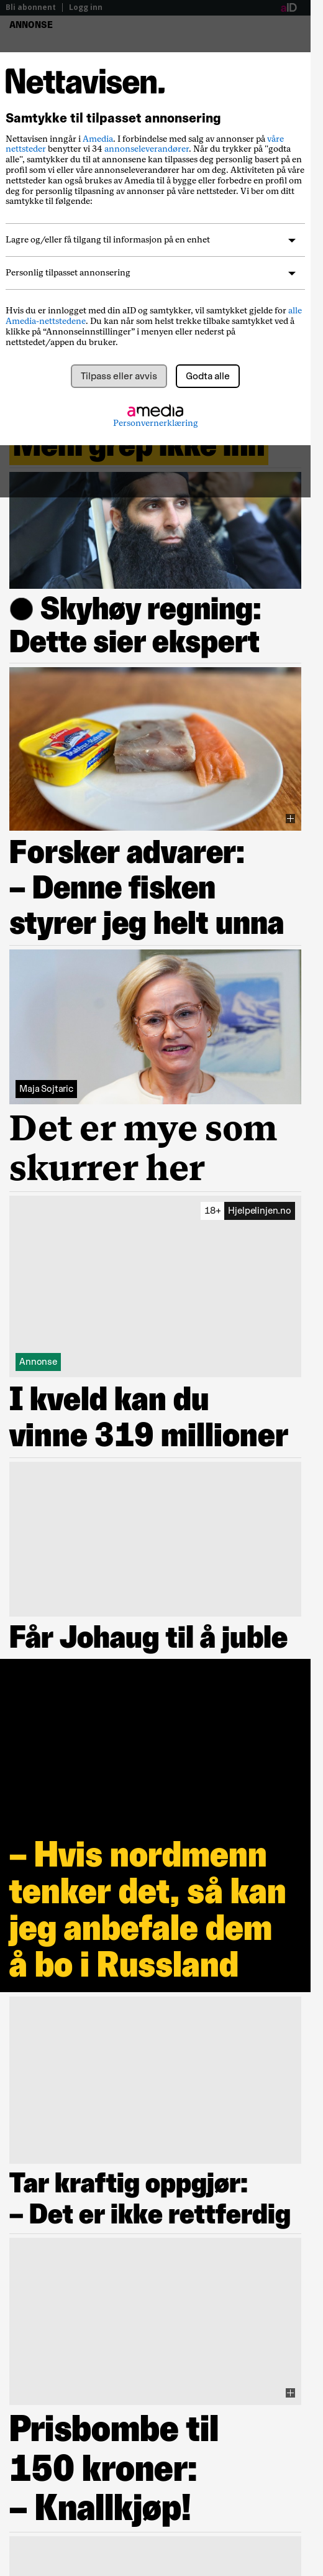 Bli abonnent | Logg inn
aID
ANNONSE
Nettavisen.
Samtykke til tilpasset annonsering
Nettavisen inngår i Amedia. I forbindelse med salg av annonser på våre
nettsteder benytter vi 34 annonseleverandører. Når du trykker på "godta
alle", samtykker du til at annonsene kan tilpasses deg personlig basert på en
profil som vi eller våre annonseleverandører har om deg. Aktiviteten på våre
nettsteder kan også brukes av Amedia til å bygge eller forbedre en profil om
deg for personlig tilpasning av annonser på våre nettsteder. Vi ber om ditt
samtykke til følgende:
Lagre og/eller få tilgang til informasjon på en enhet
Personlig tilpasset annonsering
Hvis du er innlogget med din aID og samtykker, vil samtykket gjelde for alle
Amedia-nettstedene. Du kan når som helst trekke tilbake samtykket ved å
klikke på “Annonseinnstillinger” i menyen eller nederst på
nettstedet/appen du bruker.
Tilpass eller avvis
Godta alle
amedia
Personvernerklæring
grep ikke inn
Skyhøy regning:
Dette sier ekspert
Forsker advarer:
– Denne fisken
styrer jeg helt unna
Maja Sojtaric
Det er mye som
skurrer her
18+ Hjelpelinjen.no
Annonse
I kveld kan du
vinne 319 millioner
Får Johaug til å juble
– Hvis nordmenn
tenker det, så kan
jeg anbefale dem
å bo i Russland
Tar kraftig oppgjør:
– Det er ikke rettferdig
Prisbombe til
150 kroner:
– Knallkjøp!